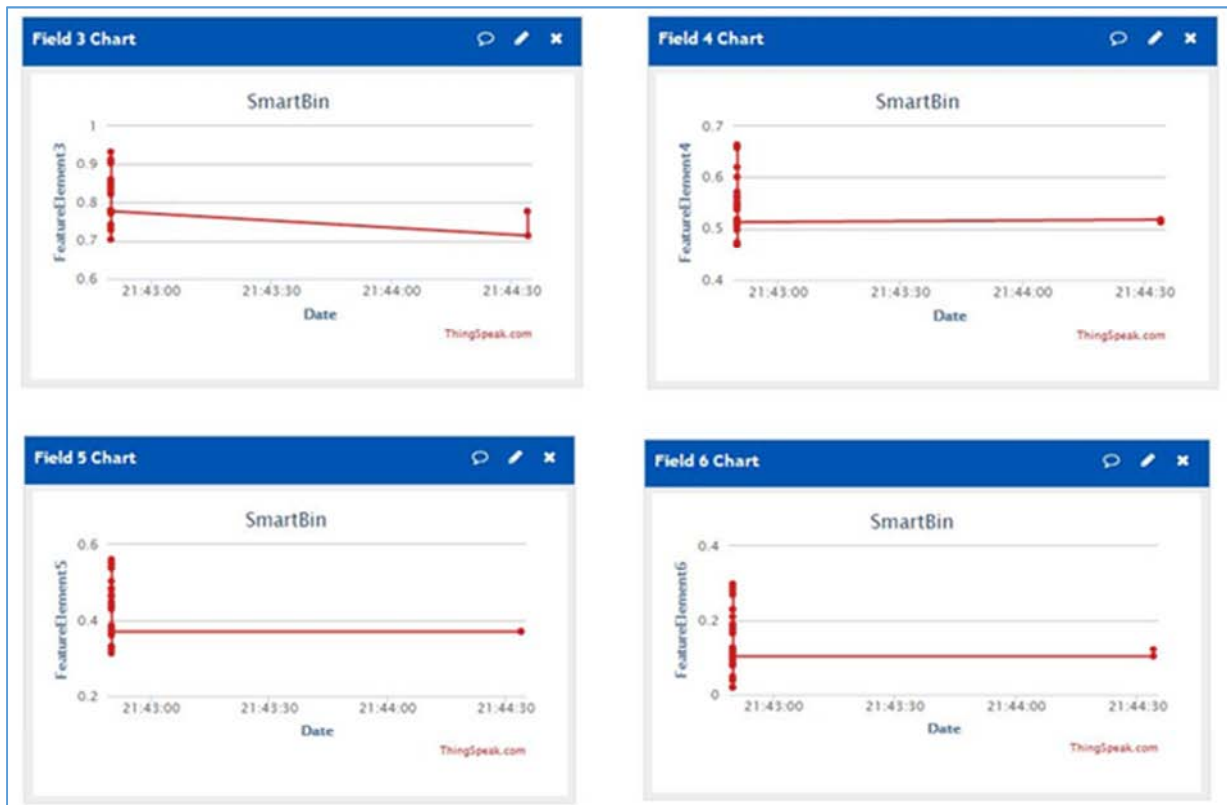 Field 3 Chart
SmartBin
FeatureElement3
1
0.9
0.8
0.7
0.6
21:43:00 21:43:30 21:44:00 21:44:30
Date
ThingSpeak.com
Field 4 Chart
SmartBin
FeatureElement4
0.7
0.6
0.5
0.4
21:43:00 21:43:30 21:44:00 21:44:30
Date
ThingSpeak.com
Field 5 Chart
SmartBin
FeatureElement5
0.6
0.4
0.2
21:43:00 21:43:30 21:44:00 21:44:30
Date
ThingSpeak.com
Field 6 Chart
SmartBin
FeatureElement6
0.4
0.2
0
21:43:00 21:43:30 21:44:00 21:44:30
Date
ThingSpeak.com